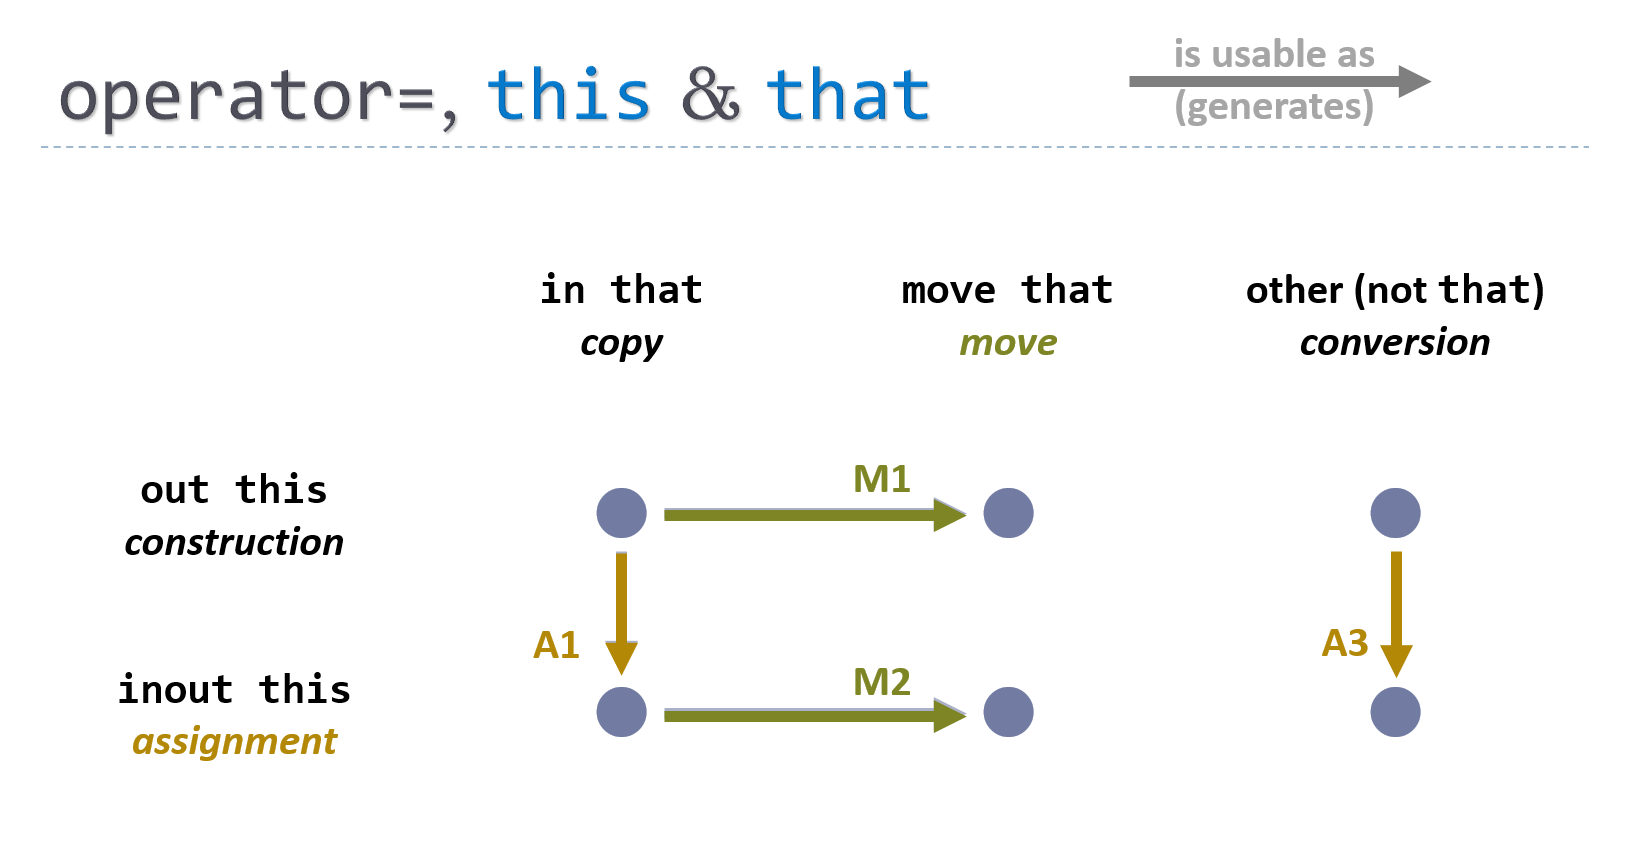 operator=, this & that
is usable as
(generates)
in that
copy
move that
move
other (not that)
conversion
out this
construction
M1
A1
A3
inout this
assignment
M2